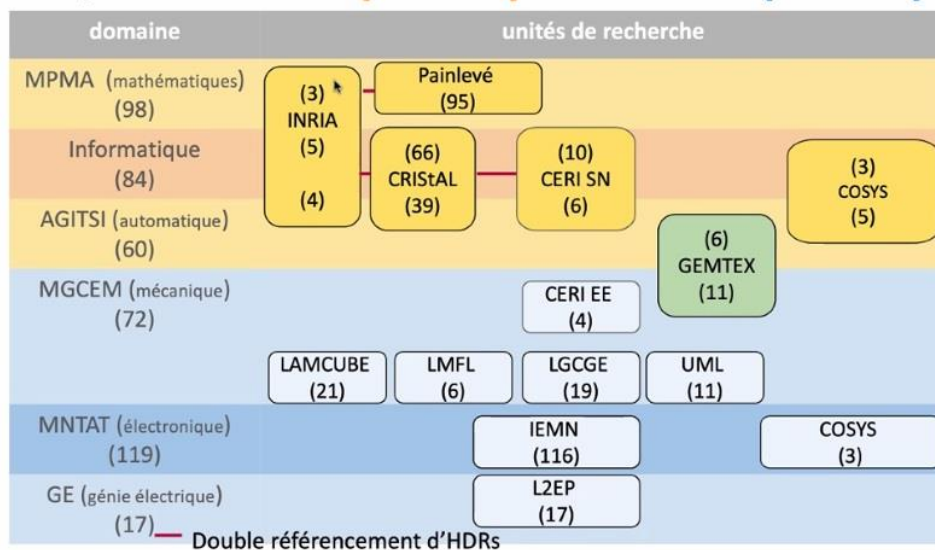 domaine
unités de recherche
MPMA (mathématiques)
(98)
(3)
INRIA
(5)
(4)
Painlevé
(95)
Informatique
(84)
(66)
CRIStAL
(39)
(10)
CERI SN
(6)
(3)
COSYS
(5)
AGITSI (automatique)
(60)
(6)
GEMTEX
(11)
MGCEM (mécanique)
(72)
CERI EE
(4)
LAMCUBE
(21)
LMFL
(6)
LGCGE
(19)
UML
(11)
MNTAT (électronique)
(119)
IEMN
(116)
COSYS
(3)
GE (génie électrique)
(17)
L2EP
(17)
Double référencement d'HDRs